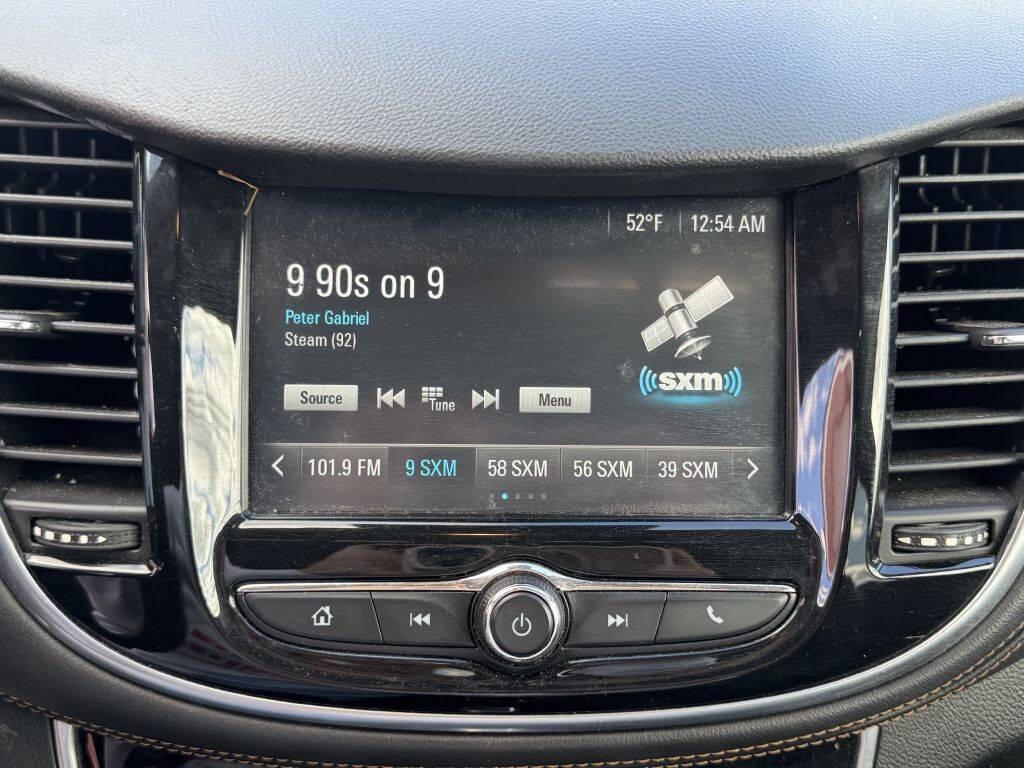 52°F 12:54 AM
9 90s on 9
Peter Gabriel
Steam (92)
sxm
Source Tune Menu
101.9 FM 9 SXM 58 SXM 56 SXM 39 SXM